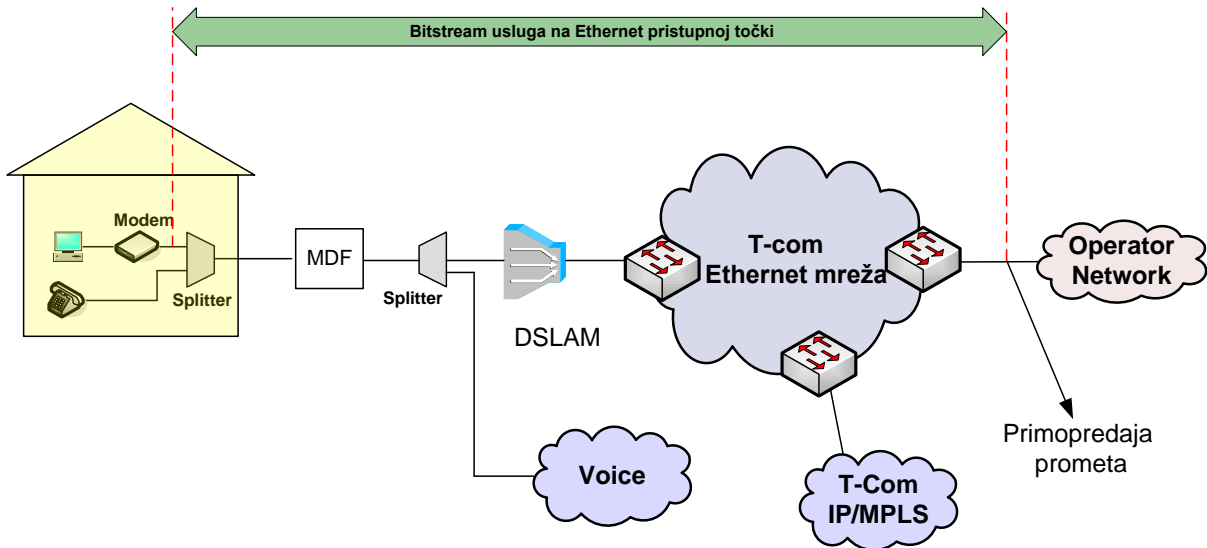 Bitstream usluga na Ethernet pristupnoj točki
Modem
Splitter
MDF
Splitter
DSLAM
T-com
Ethernet mreža
Operator
Network
Voice
T-Com
IP/MPLS
Primopredaja
prometa